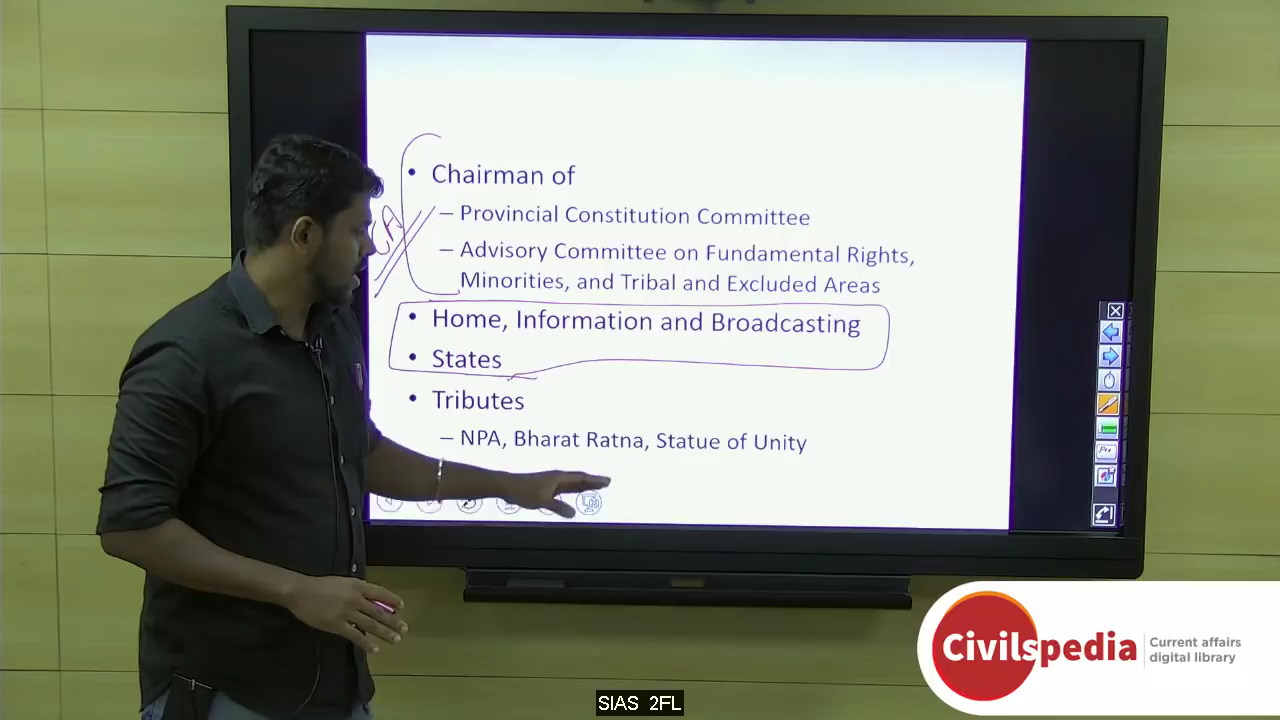 • Chairman of
– Provincial Constitution Committee
– Advisory Committee on Fundamental Rights,
Minorities, and Tribal and Excluded Areas
CA
• Home, Information and Broadcasting
• States
• Tributes
– NPA, Bharat Ratna, Statue of Unity
Civilspedia
Current affairs
digital library
SIAS 2FL